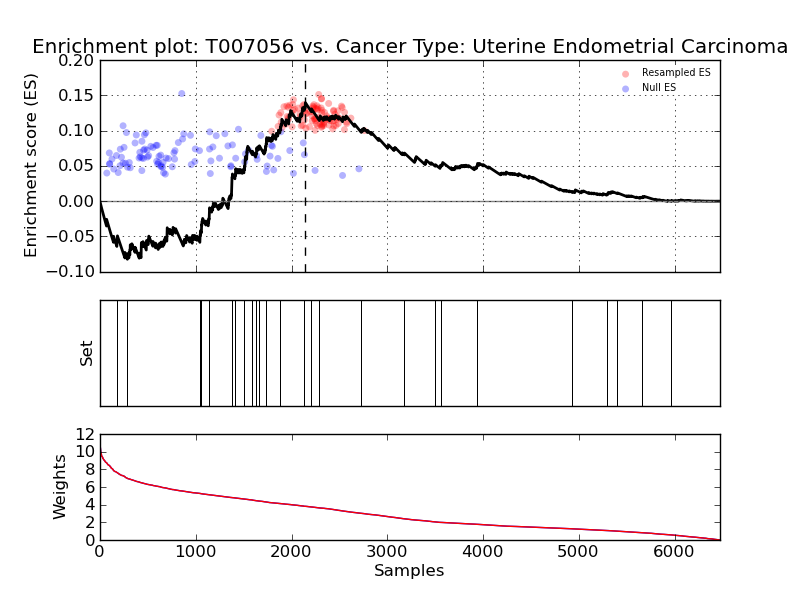 Enrichment plot: T007056 vs. Cancer Type: Uterine Endometrial Carcinoma
0.20
0.15
0.10
0.05
0.00
−0.05
−0.10
Enrichment score (ES)
Resampled ES
Null ES
Set
12
10
8
6
4
2
0
Weights
0 1000 2000 3000 4000 5000 6000
Samples